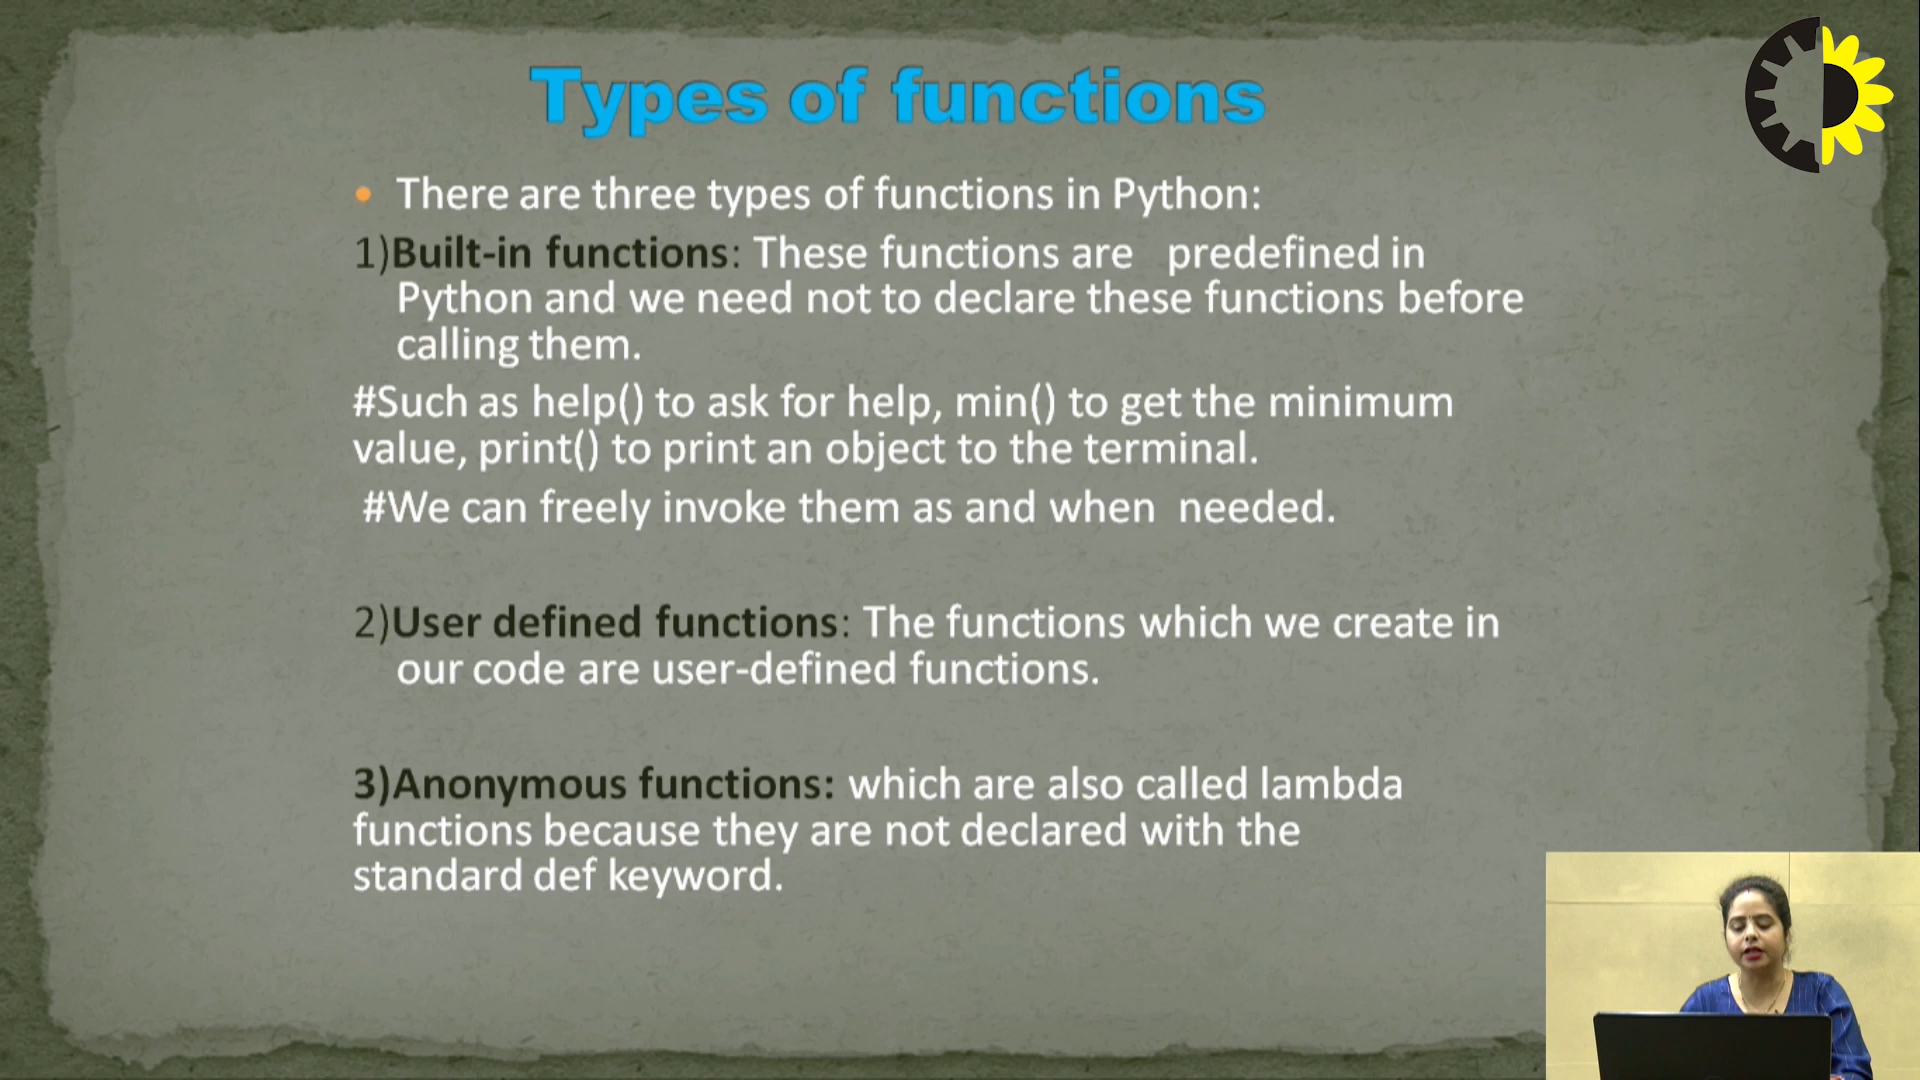 Types of functions
• There are three types of functions in Python:
1)Built-in functions: These functions are predefined in
Python and we need not to declare these functions before
calling them.
#Such as help() to ask for help, min() to get the minimum
value, print() to print an object to the terminal.
#We can freely invoke them as and when needed.
2)User defined functions: The functions which we create in
our code are user-defined functions.
3)Anonymous functions: which are also called lambda
functions because they are not declared with the
standard def keyword.